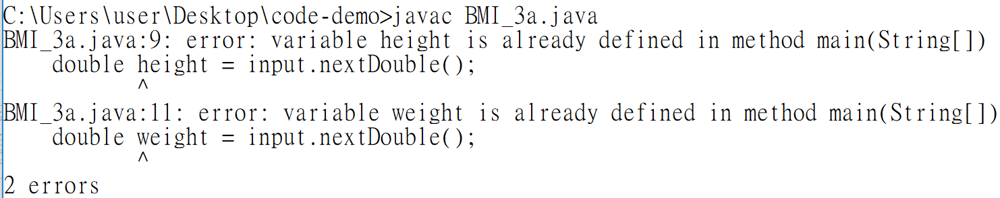 C:\Users\user\Desktop\code-demo>javac BMI_3a.java
BMI_3a.java:9: error: variable height is already defined in method main(String[])
    double height = input.nextDouble();
           ^
BMI_3a.java:11: error: variable weight is already defined in method main(String[])
    double weight = input.nextDouble();
           ^
2 errors